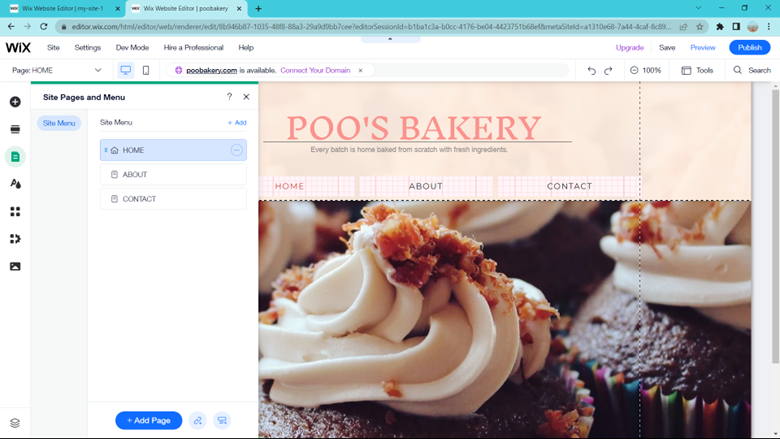 Wix Website Editor | my-site-1
Wix Website Editor | poobakery
editor.wix.com/html/editor/web/renderer/edit/8b946b87-1035-48f8-88a3-29a9d9bb7cee?editorSessionId=b1ba1c3a-b0cc-4176-be04-4423751b68ef&metaSiteId=a1310e68-7a44-4caf-8c89...
WiX Site Settings Dev Mode Hire a Professional Help Upgrade Save Preview Publish
Page: HOME poobakery.com is available. Connect Your Domain 100% Tools Search
Site Pages and Menu ?
Site Menu
Site Menu + Add
HOME
ABOUT
CONTACT
+ Add Page
POO'S BAKERY
Every batch is home baked from scratch with fresh ingredients.
HOME ABOUT CONTACT